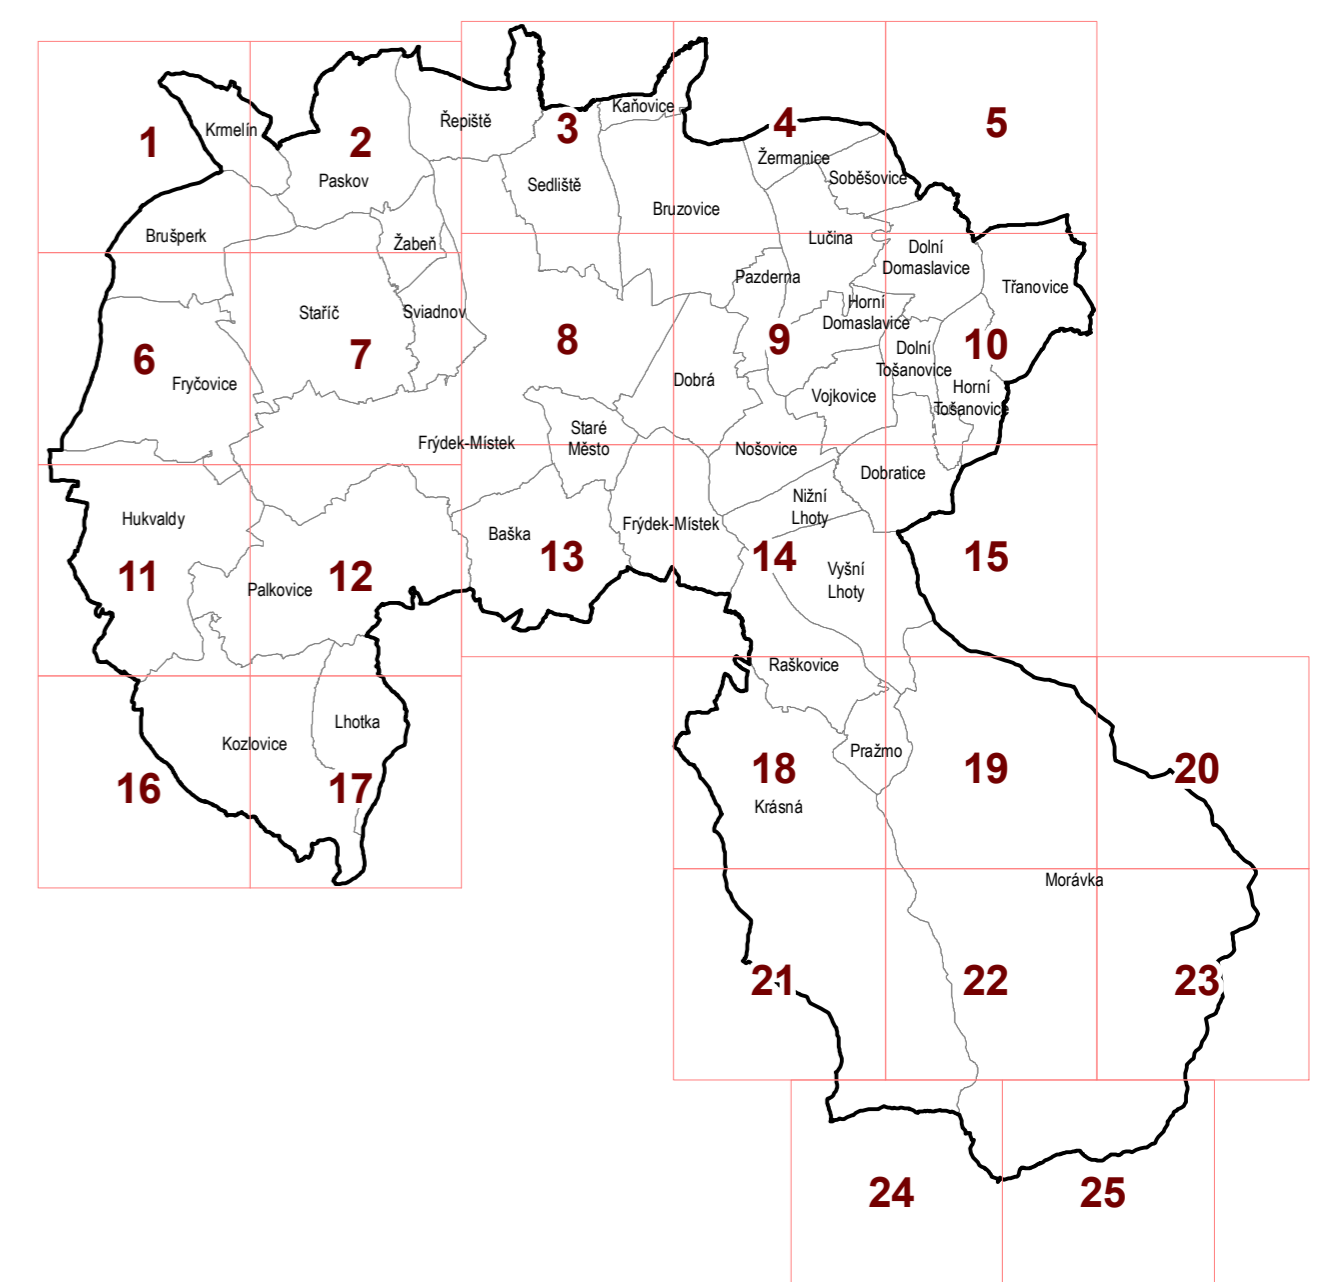 Kaňovice
Řepiště
3
4
5
Krmelín
1
2
Žermanice
Paskov
Sedliště
Soběšovice
Bruzovice
Brušperk
Žabeň
Lučina
Dolní
Domaslavice
Pazderna
Třanovice
Staříč
Sviadnov
Horní
Domaslavice
8
9
10
6
7
Dolní
Tošanovice
Fryčovice
Dobrá
Vojkovice
Horní
Tošanovice
Staré
Město
Frýdek-Místek
Nošovice
Dobratice
Nižní
Lhoty
Hukvaldy
Baška
Frýdek-Místek
13
14
15
11
12
Vyšní
Lhoty
Palkovice
Raškovice
Lhotka
Kozlovice
Pražmo
18
19
20
16
17
Krásná
Morávka
21
22
23
24
25